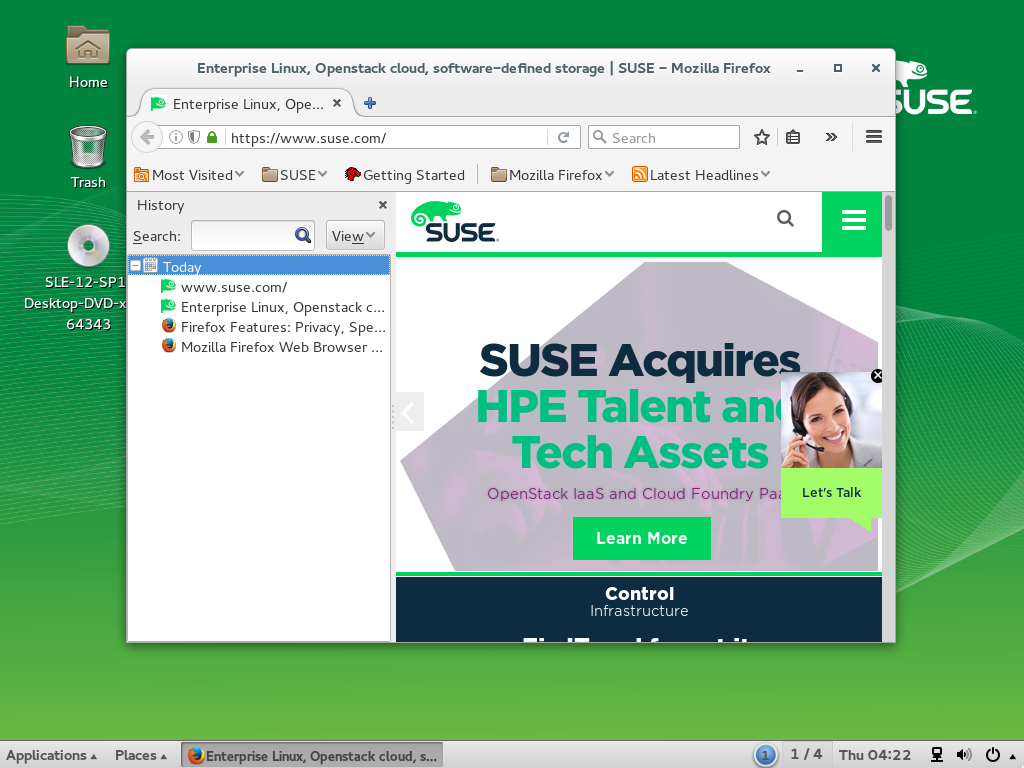 Home
Trash
SLE-12-SP1
Desktop-DVD-x
64343
SUSE
Enterprise Linux, Openstack cloud, software-defined storage | SUSE - Mozilla Firefox
Enterprise Linux, Ope...
https://www.suse.com/
Search
Most Visited
SUSE
Getting Started
Mozilla Firefox
Latest Headlines
History
Search:
View
Today
www.suse.com/
Enterprise Linux, Openstack c...
Firefox Features: Privacy, Spe...
Mozilla Firefox Web Browser ...
SUSE
SUSE Acquires
HPE Talent and
Tech Assets
OpenStack IaaS and Cloud Foundry Paa
Learn More
Let's Talk
Control
Infrastructure
Applications
Places
Enterprise Linux, Openstack cloud, s...
1
1 / 4
Thu 04:22